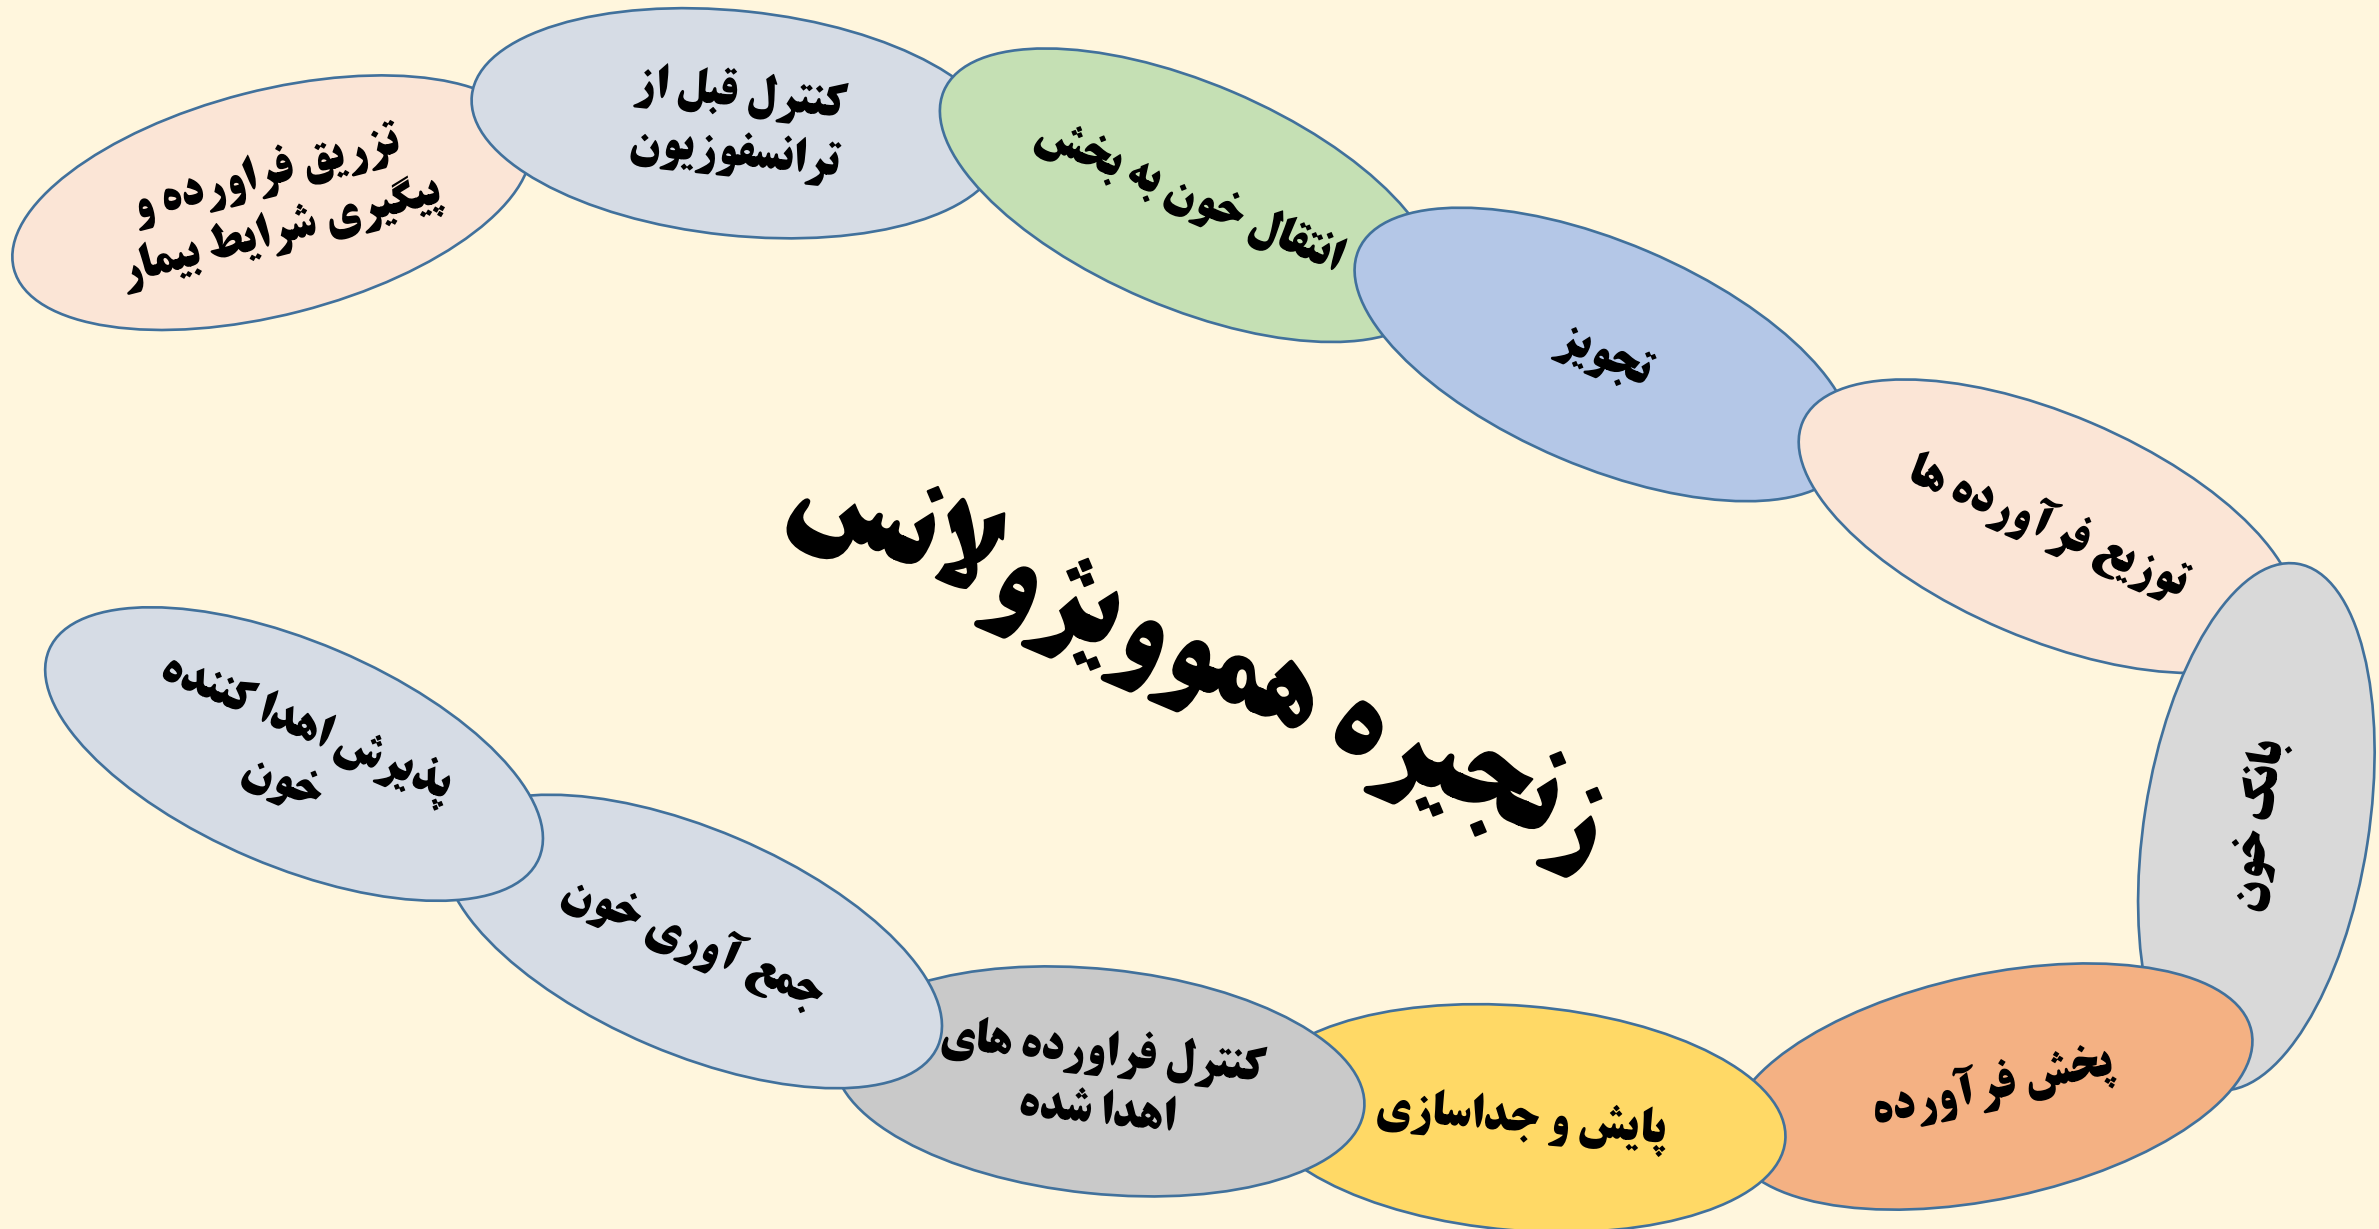 تزریق فراورده و
پیگیری شرایط بیمار
کنترل قبل از
ترانسفوزیون
انتقال خون به بخش
تجویز
توزیع فرآورده ها
بانک خون
زنجیره هموویژولانس
پذیرش اهدا کننده
خون
جمع آوری خون
کنترل فراورده های
اهدا شده
پایش و جداسازی
پخش فرآورده